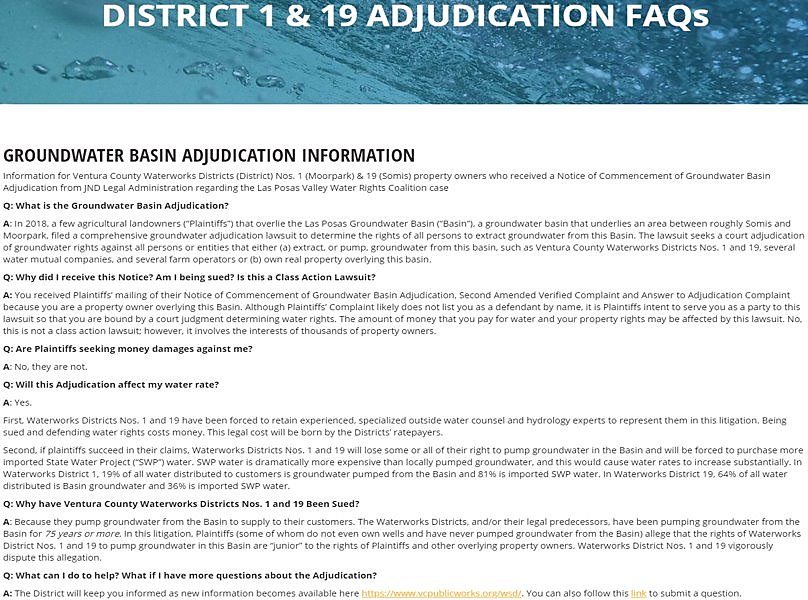 DISTRICT 1 & 19 ADJUDICATION FAQs
GROUNDWATER BASIN ADJUDICATION INFORMATION
Information for Ventura County Waterworks Districts (District) Nos. 1 (Moorpark) & 19 (Somis) property owners who received a Notice of Commencement of Groundwater Basin
Adjudication from JND Legal Administration regarding the Las Posas Valley Water Rights Coalition case
Q: What is the Groundwater Basin Adjudication?
A: In 2018, a few agricultural landowners (“Plaintiffs”) that overlie the Las Posas Groundwater Basin (“Basin”), a groundwater basin that underlies an area between roughly Somis and
Moorpark, filed a comprehensive groundwater adjudication lawsuit to determine the rights of all persons to extract groundwater from this Basin. The lawsuit seeks a court adjudication
of groundwater rights against all persons or entities that either (a) extract, or pump, groundwater from this basin, such as Ventura County Waterworks Districts Nos. 1 and 19, several
water mutual companies, and several farm operators or (b) own real property overlying this basin.
Q: Why did I receive this Notice? Am I being sued? Is this a Class Action Lawsuit?
A: You received Plaintiffs’ mailing of their Notice of Commencement of Groundwater Basin Adjudication, Second Amended Verified Complaint and Answer to Adjudication Complaint
because you are a property owner overlying this Basin. Although Plaintiffs’ Complaint likely does not list you as a defendant by name, it is Plaintiffs intent to serve you as a party to this
lawsuit so that you are bound by a court judgment determining water rights. The amount of money that you pay for water and your property rights may be affected by this lawsuit. No,
this is not a class action lawsuit; however, it involves the interests of thousands of property owners.
Q: Are Plaintiffs seeking money damages against me?
A: No, they are not.
Q: Will this Adjudication affect my water rate?
A: Yes.
First, Waterworks Districts Nos. 1 and 19 have been forced to retain experienced, specialized outside water counsel and hydrology experts to represent them in this litigation. Being
sued and defending water rights costs money. This legal cost will be born by the Districts’ ratepayers.
Second, if plaintiffs succeed in their claims, Waterworks Districts Nos. 1 and 19 will lose some or all of their right to pump groundwater in the Basin and will be forced to purchase more
imported State Water Project (“SWP”) water. SWP water is dramatically more expensive than locally pumped groundwater, and this would cause water rates to increase substantially. In
Waterworks District 1, 19% of all water distributed to customers is groundwater pumped from the Basin and 81% is imported SWP water. In Waterworks District 19, 64% of all water
distributed is Basin groundwater and 36% is imported SWP water.
Q: Why have Ventura County Waterworks Districts Nos. 1 and 19 Been Sued?
A: Because they pump groundwater from the Basin to supply to their customers. The Waterworks Districts, and/or their legal predecessors, have been pumping groundwater from the
Basin for 75 years or more. In this litigation, Plaintiffs (some of whom do not even own wells and have never pumped groundwater from the Basin) allege that the rights of Waterworks
District Nos. 1 and 19 to pump groundwater in this Basin are “junior” to the rights of Plaintiffs and other overlying property owners. Waterworks District Nos. 1 and 19 vigorously
dispute this allegation.
Q: What can I do to help? What if I have more questions about the Adjudication?
A: The District will keep you informed as new information becomes available here https://www.vcpublicworks.org/wsd/. You can also follow this link to submit a question.